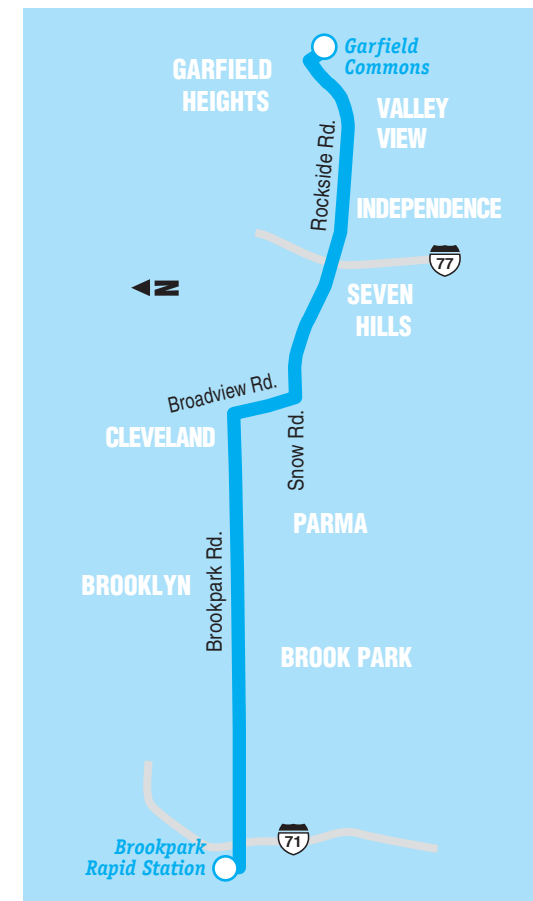 Garfield
Commons
GARFIELD
HEIGHTS
VALLEY
VIEW
Rockside Rd.
INDEPENDENCE
77
N
SEVEN
HILLS
Broadview Rd.
CLEVELAND
Snow Rd.
PARMA
Brookpark Rd.
BROOKLYN
BROOK PARK
71
Brookpark
Rapid Station